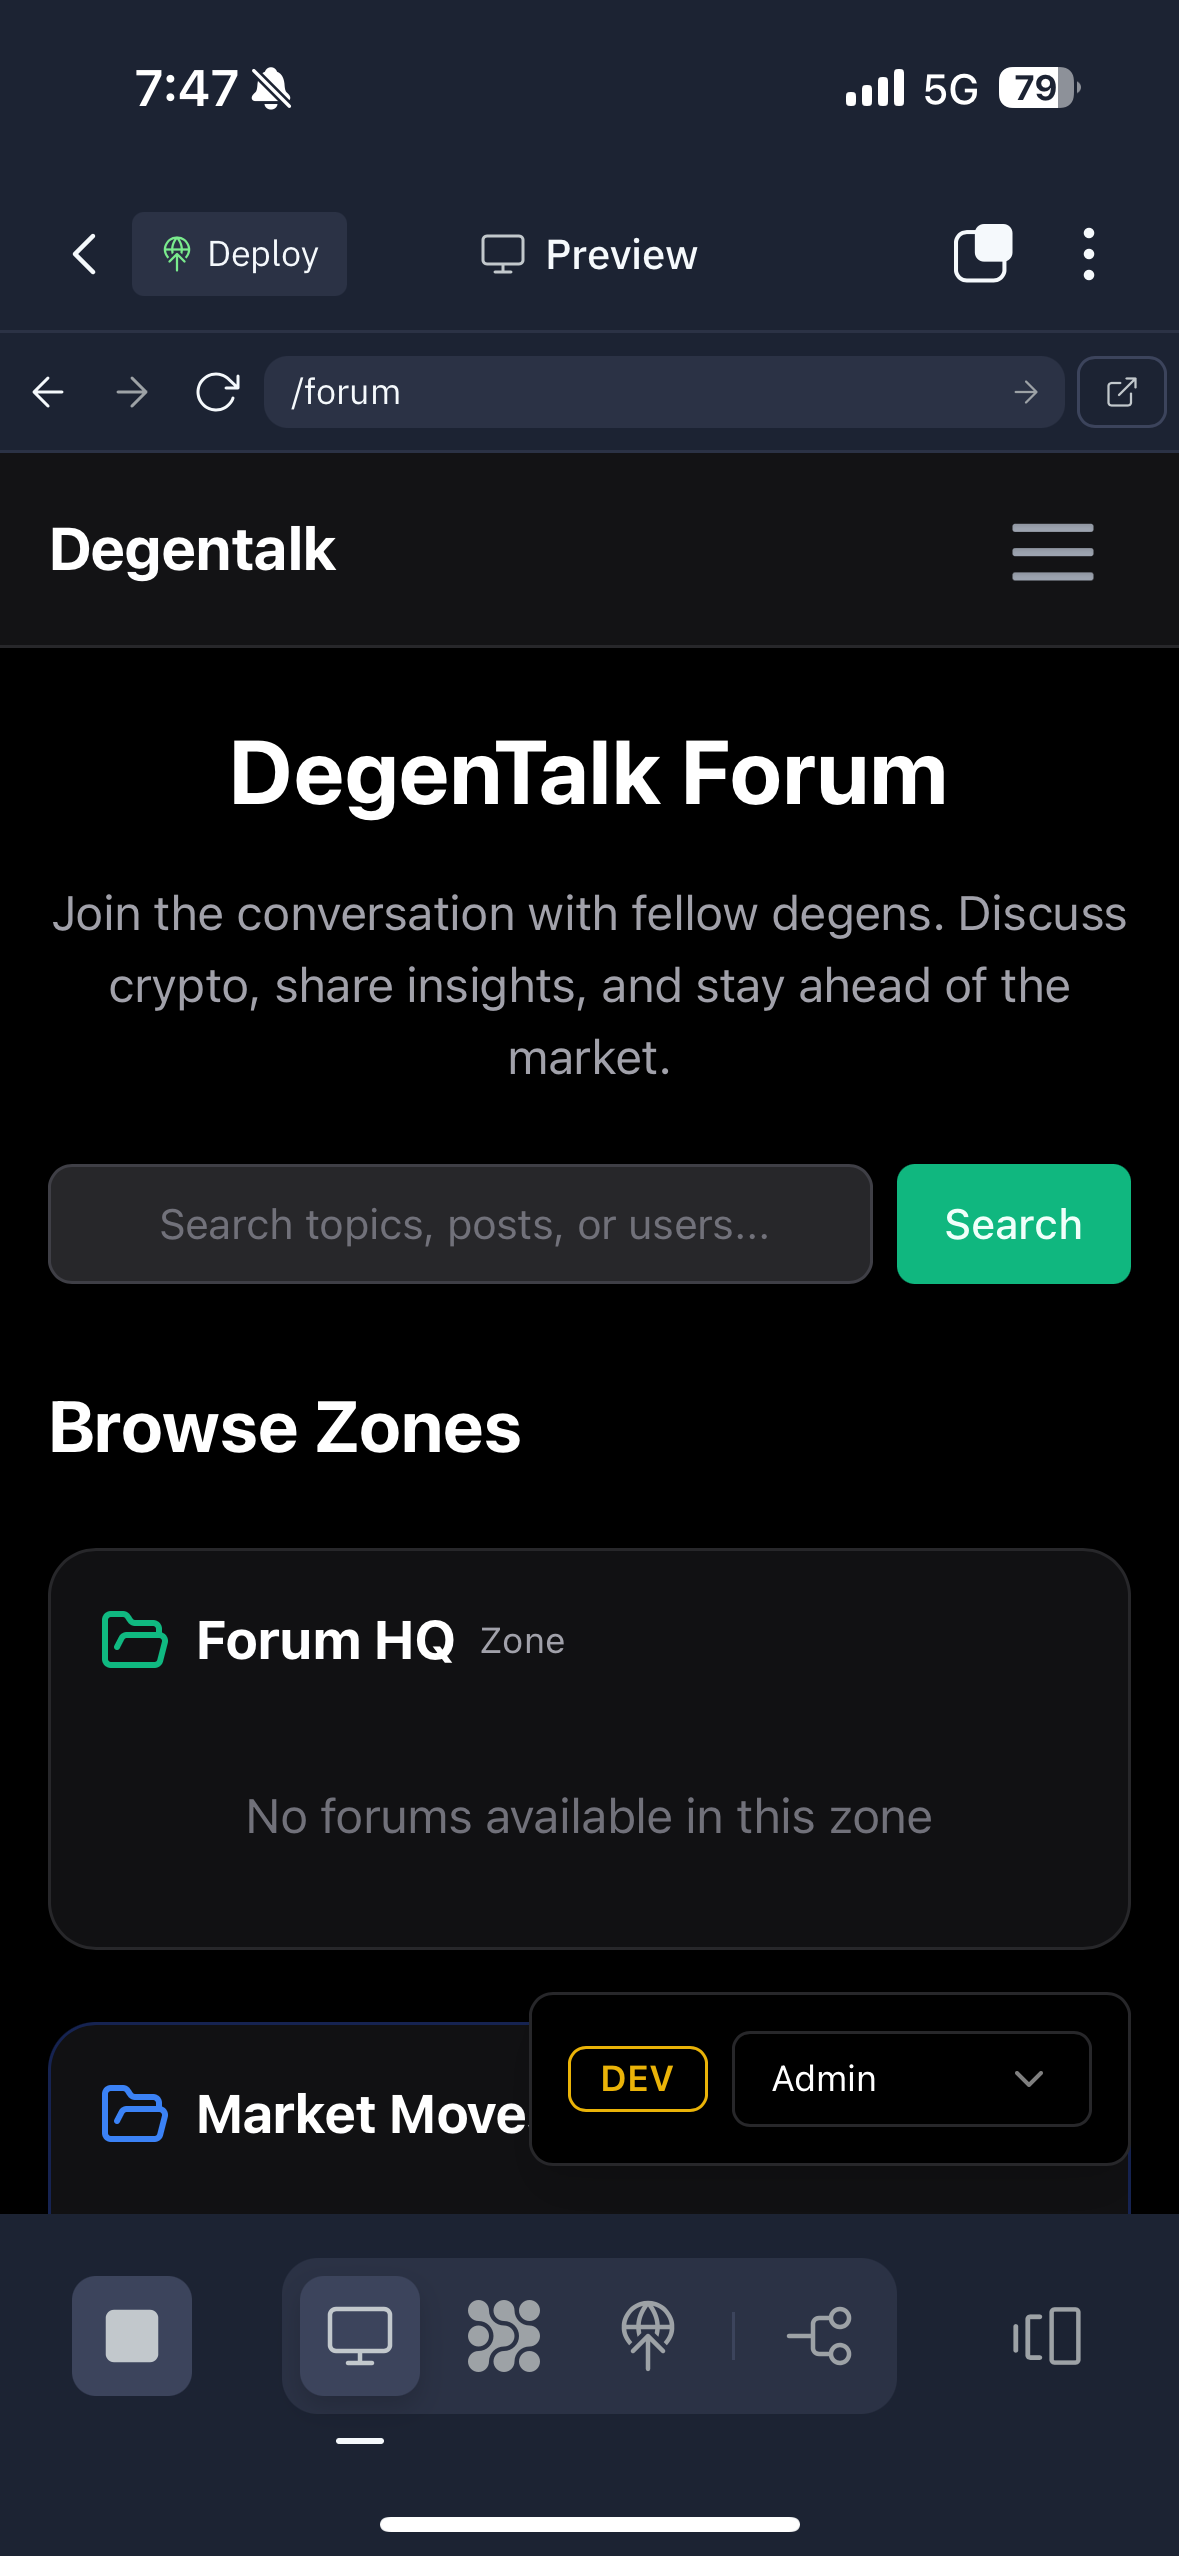 7:47
5G
79
Deploy
Preview
/forum
Degentalk
DegenTalk Forum
Join the conversation with fellow degens. Discuss
crypto, share insights, and stay ahead of the
market.
Search topics, posts, or users...
Search
Browse Zones
Forum HQ Zone
No forums available in this zone
DEV
Admin
Market Move